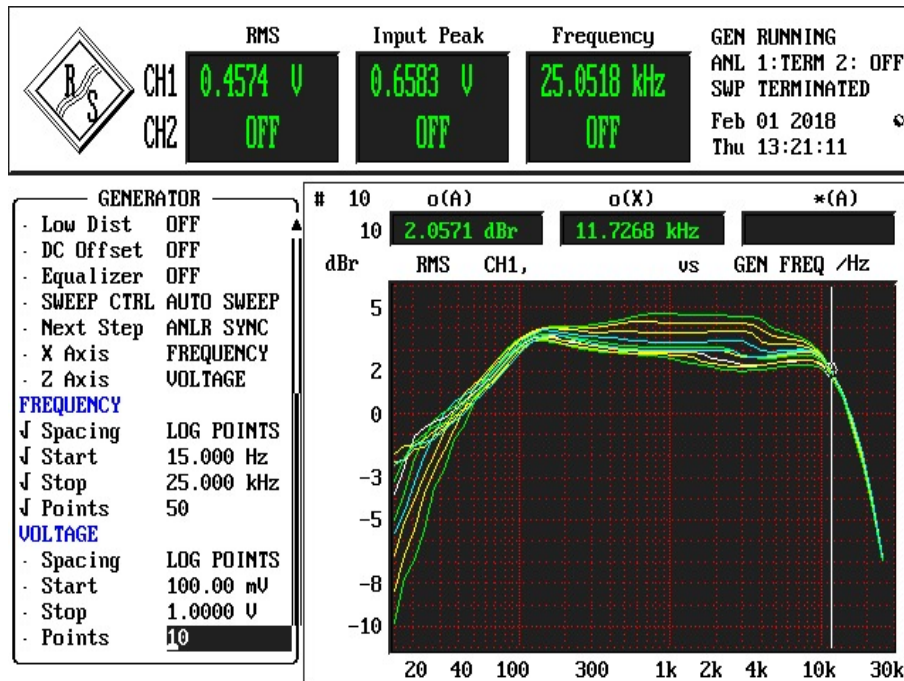 RMS Input Peak Frequency
CH1 0.4574 V 0.6583 V 25.0518 kHz
CH2 OFF OFF OFF
R
S
GEN RUNNING
ANL 1:TERM 2: OFF
SWP TERMINATED
Feb 01 2018
Thu 13:21:11
GENERATOR
· Low Dist OFF
· DC Offset OFF
· Equalizer OFF
· SWEEP CTRL AUTO SWEEP
· Next Step ANLR SYNC
· X Axis FREQUENCY
· Z Axis VOLTAGE
FREQUENCY
√ Spacing LOG POINTS
√ Start 15.000 Hz
√ Stop 25.000 kHz
√ Points 50
VOLTAGE
· Spacing LOG POINTS
· Start 100.00 mV
· Stop 1.0000 V
· Points 10
# 10 o(A) o(X) *(A)
10 2.0571 dBr 11.7268 kHz
dBr RMS CH1, vs GEN FREQ /Hz
5
2
0
-3
-5
-8
-10
20 40 100 300 1k 2k 4k 10k 30k